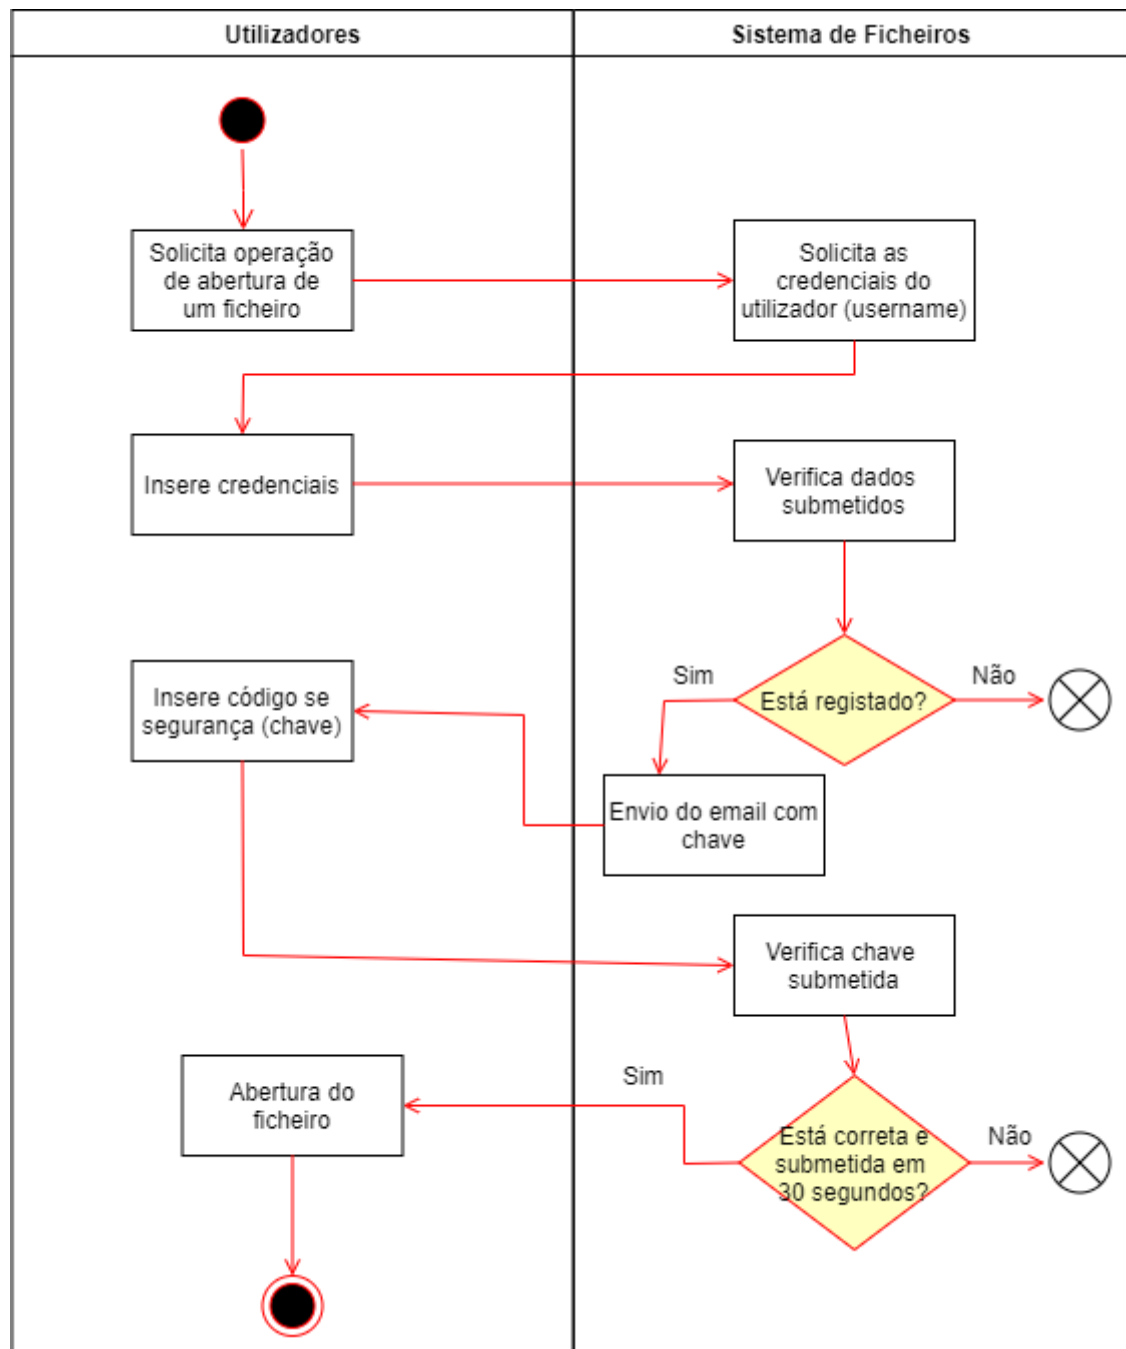 Utilizadores
Sistema de Ficheiros
Solicita operação
de abertura de
um ficheiro
Solicita as
credenciais do
utilizador (username)
Insere credenciais
Verifica dados
submetidos
Insere código se
segurança (chave)
Sim
Está registado?
Não
Envio do email com
chave
Verifica chave
submetida
Abertura do
ficheiro
Sim
Está correta e
submetida em
30 segundos?
Não